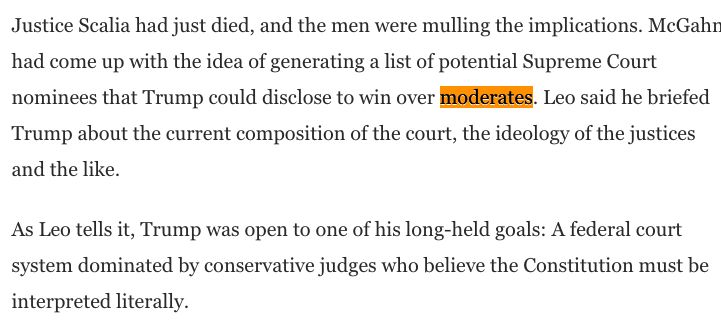 Justice Scalia had just died, and the men were mulling the implications. McGahn
had come up with the idea of generating a list of potential Supreme Court
nominees that Trump could disclose to win over moderates. Leo said he briefed
Trump about the current composition of the court, the ideology of the justices
and the like.
As Leo tells it, Trump was open to one of his long-held goals: A federal court
system dominated by conservative judges who believe the Constitution must be
interpreted literally.